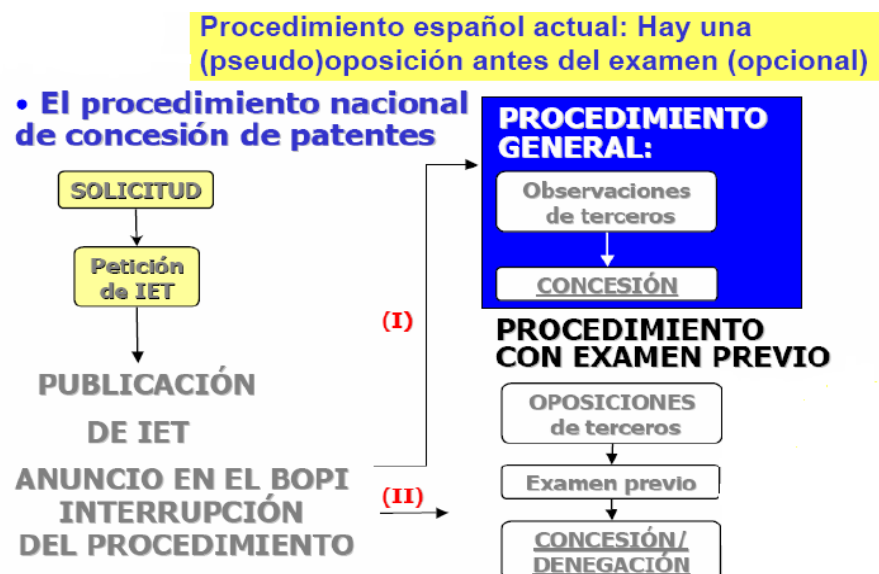 Procedimiento español actual: Hay una
(pseudo)oposición antes del examen (opcional)
• El procedimiento nacional
de concesión de patentes
SOLICITUD
Petición
de IET
PUBLICACIÓN
DE IET
ANUNCIO EN EL BOPI
INTERRUPCIÓN
DEL PROCEDIMIENTO
(I)
(II)
PROCEDIMIENTO
GENERAL:
Observaciones
de terceros
CONCESIÓN
PROCEDIMIENTO
CON EXAMEN PREVIO
OPOSICIONES
de terceros
Examen previo
CONCESIÓN/
DENEGACIÓN